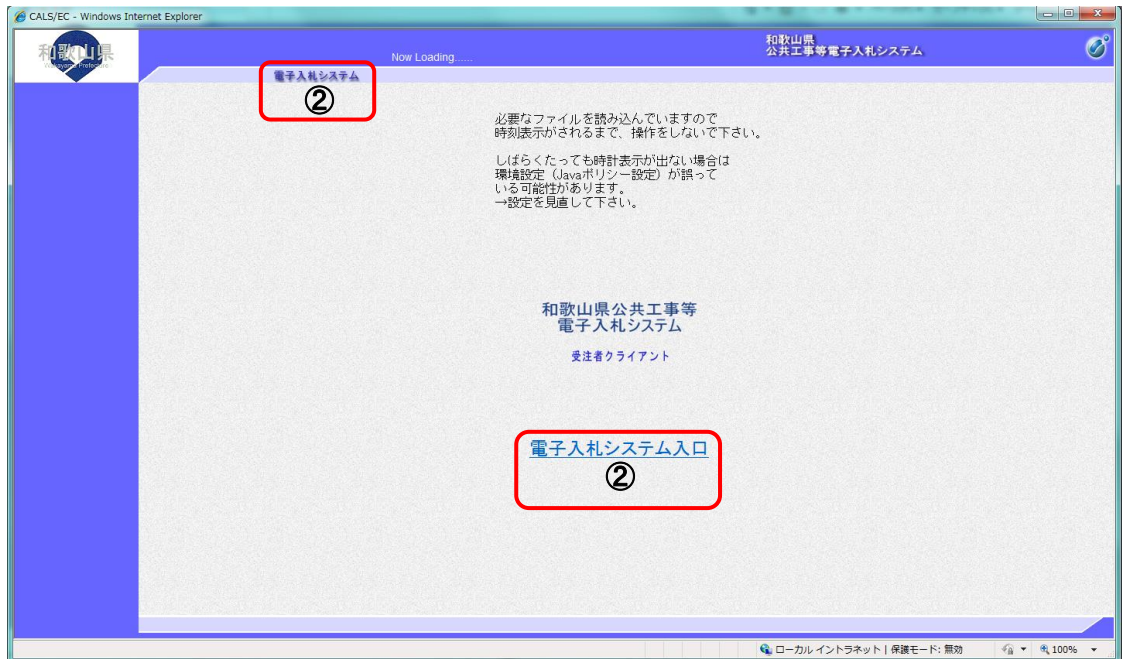 CALS/EC - Windows Internet Explorer
和歌山県
Wakayama Prefecture
Now Loading......
和歌山県
公共工事等電子入札システム
電子入札システム
②
必要なファイルを読み込んでいますので
時刻表示がされるまで、操作をしないで下さい。
しばらくたっても時計表示が出ない場合は
環境設定（Javaポリシー設定）が誤って
いる可能性があります。
→設定を見直して下さい。
和歌山県公共工事等
電子入札システム
受注者クライアント
電子入札システム入口
②
ローカル イントラネット | 保護モード: 無効
100%